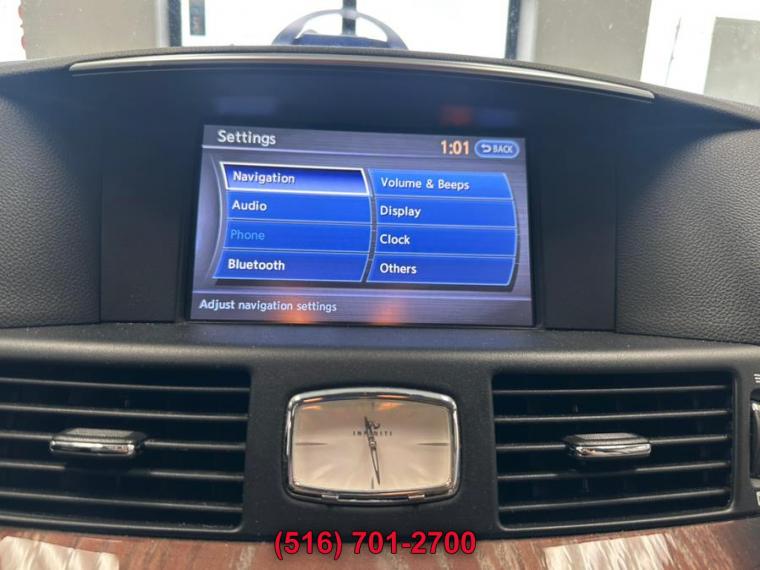 Settings
1:01 BACK
Navigation
Volume & Beeps
Audio
Display
Phone
Clock
Bluetooth
Others
Adjust navigation settings
INFINITI
(516) 701-2700